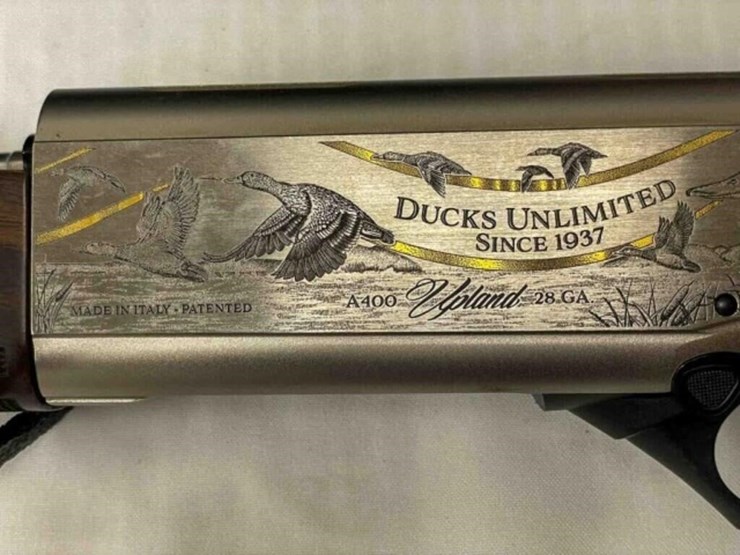 DUCKS UNLIMITED
SINCE 1937
MADE IN ITALY • PATENTED
A400 Upland 28 GA.